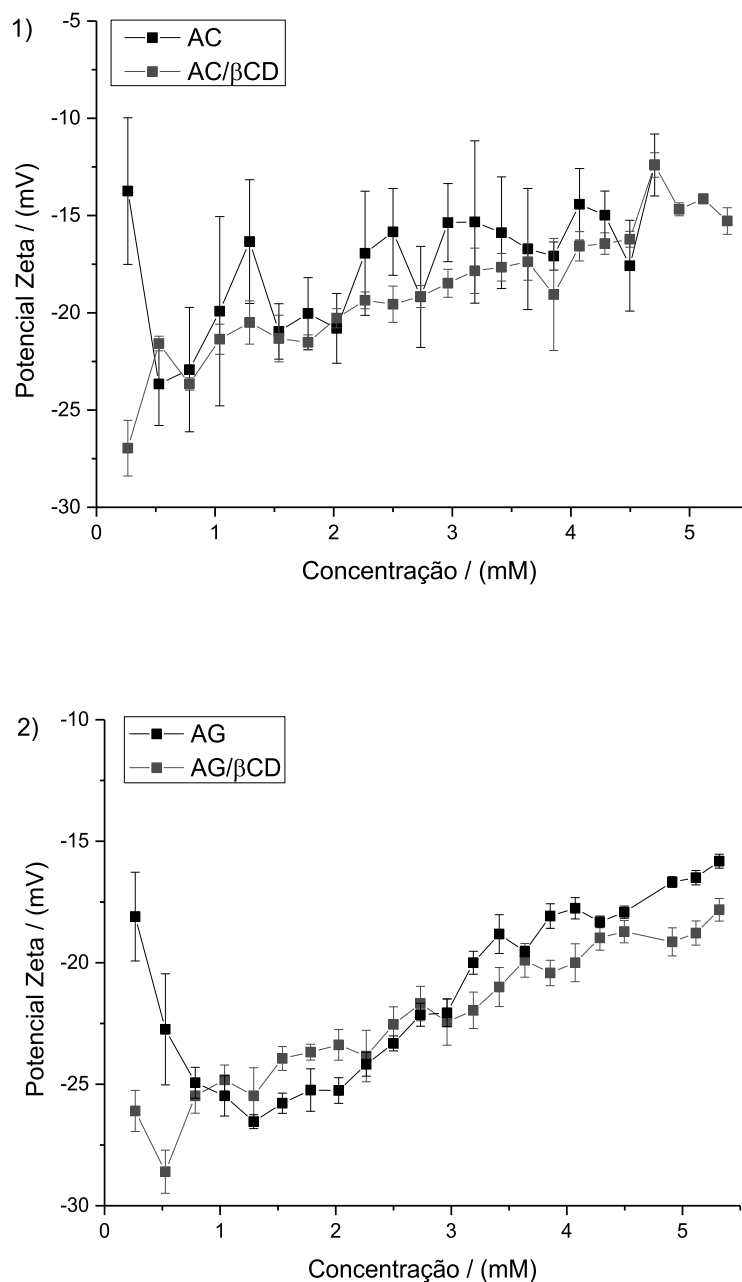 1)
AC
AC/βCD
-5
-10
-15
-20
-25
-30
Potencial Zeta / (mV)
0 1 2 3 4 5
Concentração / (mM)
2)
AG
AG/βCD
-10
-15
-20
-25
-30
Potencial Zeta / (mV)
0 1 2 3 4 5
Concentração / (mM)